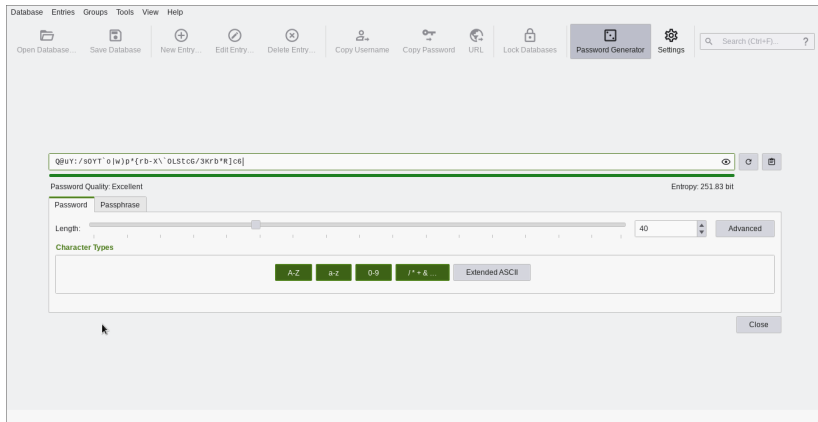 Database Entries Groups Tools View Help
Open Database... Save Database New Entry... Edit Entry... Delete Entry... Copy Username Copy Password URL Lock Databases Password Generator Settings Search (Ctrl+F)... ?
Q@uY:/sOYT`o|w)p*{rb-X\`OLStcG/3Krb*R]c6
Password Quality: Excellent Entropy: 251.83 bit
Password Passphrase
Length: 40 Advanced
Character Types
A-Z a-z 0-9 / * + & ... Extended ASCII
Close